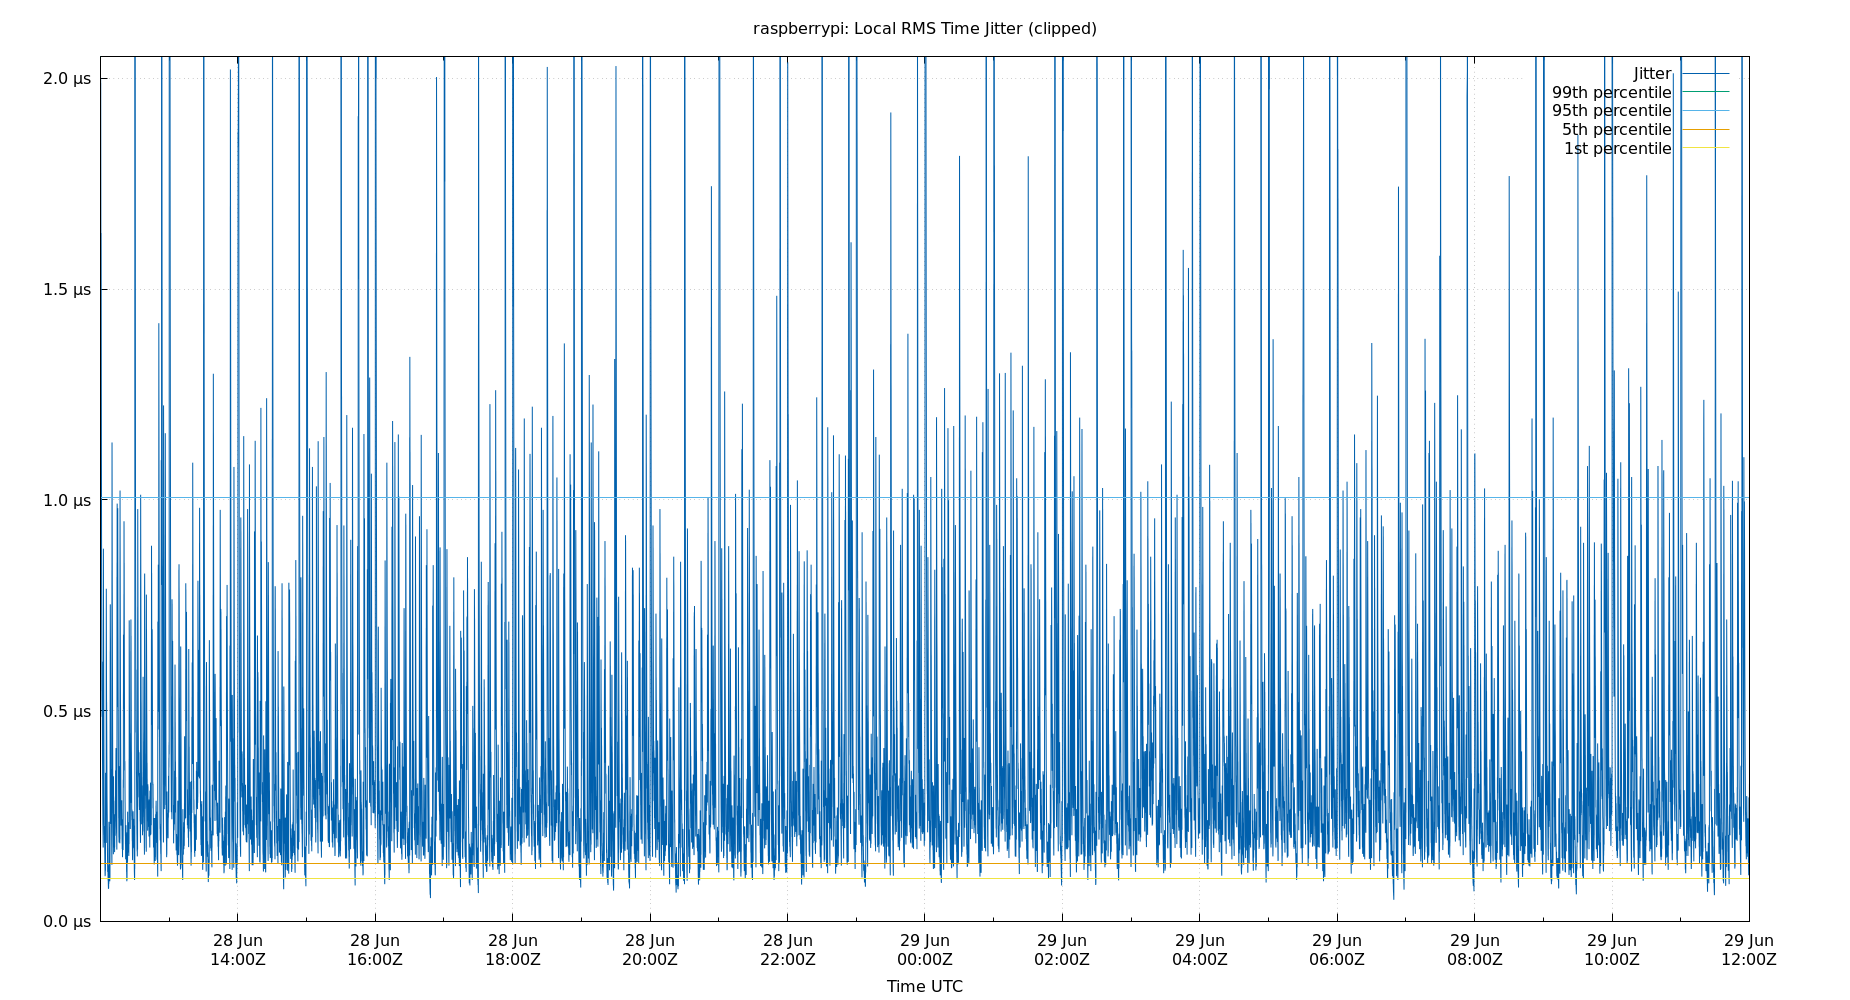 raspberrypi: Local RMS Time Jitter (clipped)
2.0 µs
1.5 µs
1.0 µs
0.5 µs
0.0 µs
Jitter
99th percentile
95th percentile
5th percentile
1st percentile
28 Jun 28 Jun 28 Jun 28 Jun 28 Jun 29 Jun 29 Jun 29 Jun 29 Jun 29 Jun 29 Jun 29 Jun
14:00Z 16:00Z 18:00Z 20:00Z 22:00Z 00:00Z 02:00Z 04:00Z 06:00Z 08:00Z 10:00Z 12:00Z
Time UTC